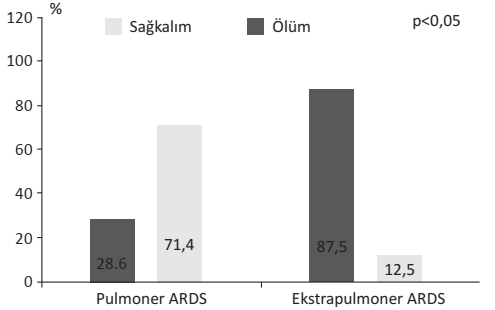 %
120
100
80
60
40
20
0
Sağkalım
Ölüm
p<0,05
28.6
71,4
87,5
12,5
Pulmoner ARDS
Ekstrapulmoner ARDS